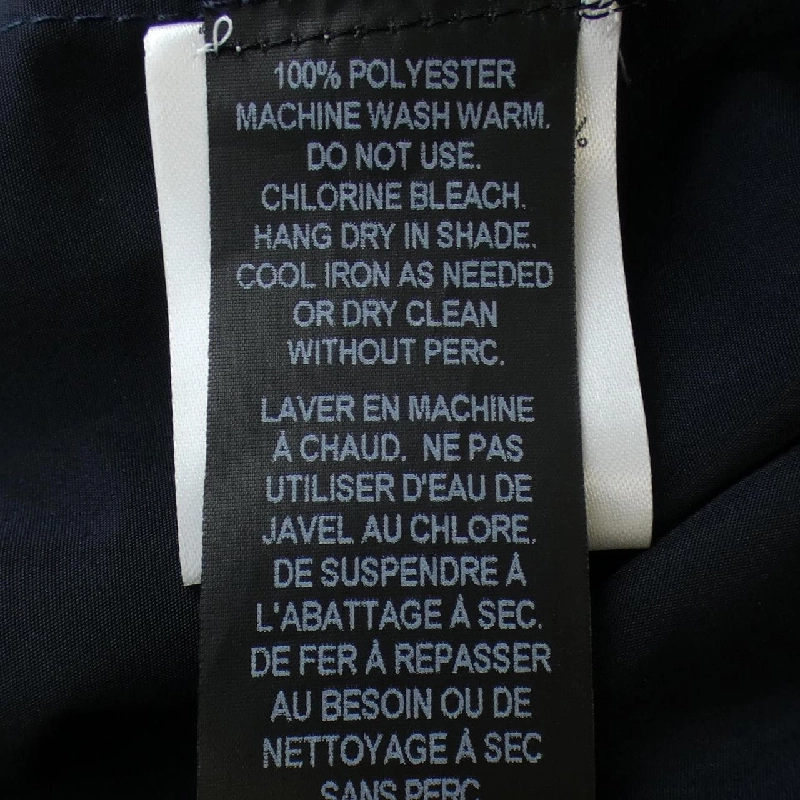 100% POLYESTER
MACHINE WASH WARM.
DO NOT USE.
CHLORINE BLEACH.
HANG DRY IN SHADE.
COOL IRON AS NEEDED
OR DRY CLEAN
WITHOUT PERC.
LAVER EN MACHINE
À CHAUD. NE PAS
UTILISER D'EAU DE
JAVEL AU CHLORE,
DE SUSPENDRE À
L'ABATTAGE À SEC.
DE FER À REPASSER
AU BESOIN OU DE
NETTOYAGE À SEC
SANS PERC
%